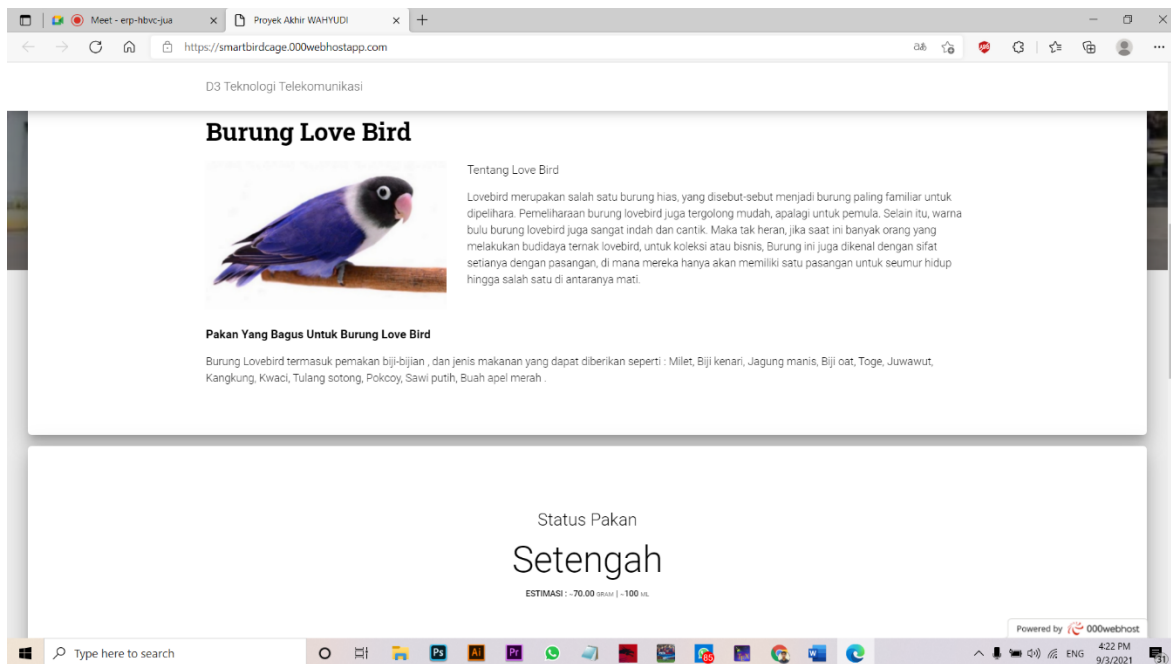 Meet - erp-hbvc-jua
Proyek Akhir WAHYUDI
https://smartbirdcage.000webhostapp.com
D3 Teknologi Telekomunikasi
Burung Love Bird
Tentang Love Bird
Lovebird merupakan salah satu burung hias, yang disebut-sebut menjadi burung paling familiar untuk
dipelihara. Pemeliharaan burung lovebird juga tergolong mudah, apalagi untuk pemula. Selain itu, warna
bulu burung lovebird juga sangat indah dan cantik. Maka tak heran, jika saat ini banyak orang yang
melakukan budidaya ternak lovebird, untuk koleksi atau bisnis, Burung ini juga dikenal dengan sifat
setianya dengan pasangan, di mana mereka hanya akan memiliki satu pasangan untuk seumur hidup
hingga salah satu di antaranya mati.
Pakan Yang Bagus Untuk Burung Love Bird
Burung Lovebird termasuk pemakan biji-bijian , dan jenis makanan yang dapat diberikan seperti : Milet, Biji kenari, Jagung manis, Biji oat, Toge, Juwawut,
Kangkung, Kwaci, Tulang sotong, Pokcoy, Sawi putih, Buah apel merah .
Status Pakan
Setengah
ESTIMASI : ~70.00 GRAM | ~100 ML
Powered by 000webhost
Type here to search
Ps
Ai
Pr
85
ENG
4:22 PM
9/3/2021